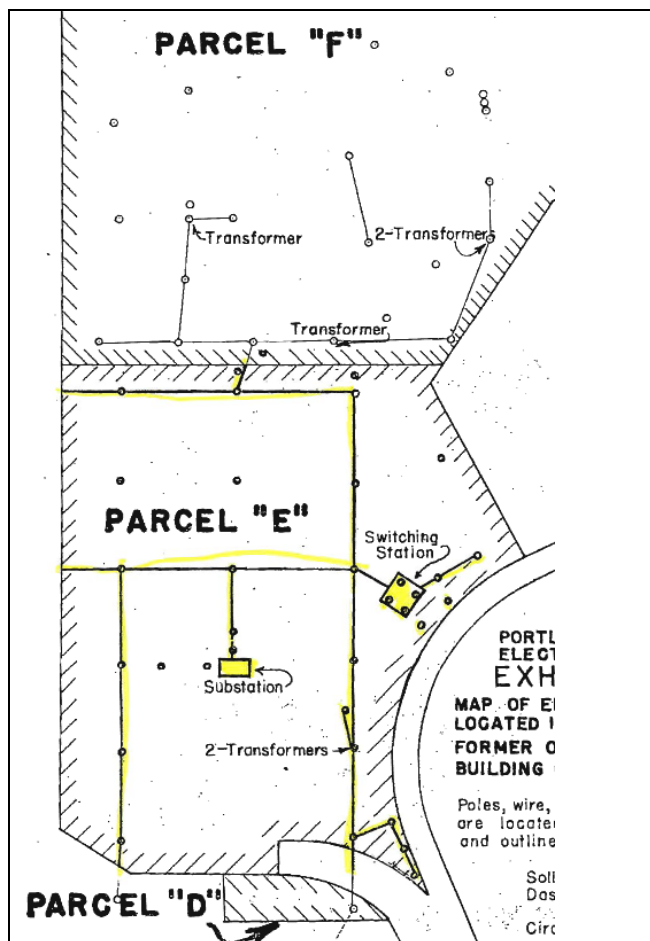 PARCEL "F"
Transformer
2-Transformers
Transformer
PARCEL "E"
Switching
Station
Substation
2-Transformers
PORTL
ELECT
EXH
MAP OF E
LOCATED I
FORMER O
BUILDING
Poles, wire,
are locate
and outline
Das
Circ
PARCEL "D"